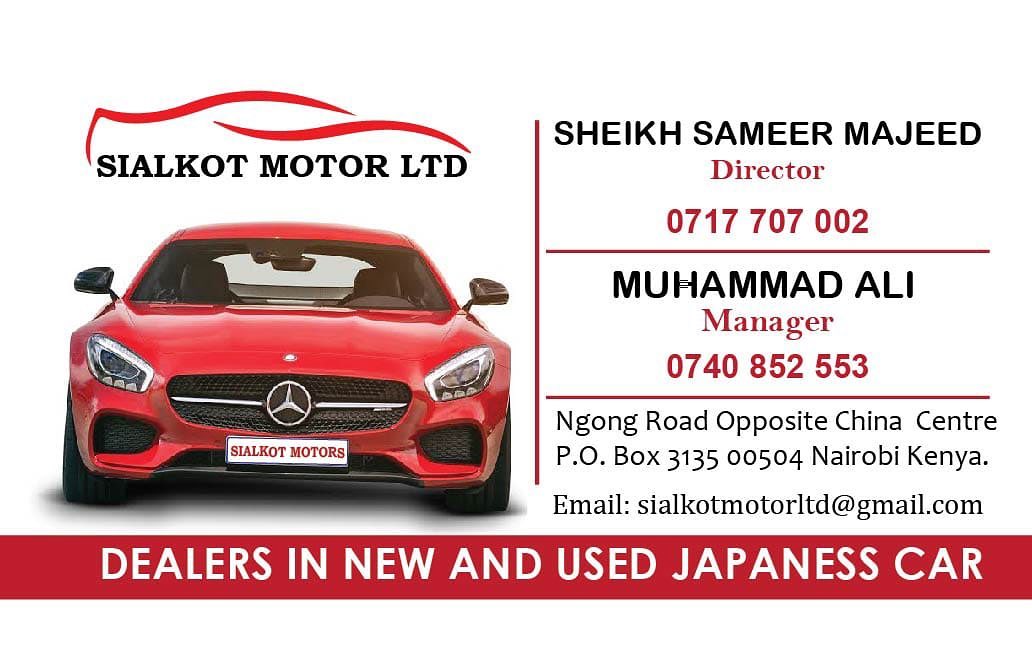 SIALKOT MOTOR LTD
SIALKOT MOTORS
SHEIKH SAMEER MAJEED
Director
0717 707 002
MUHAMMAD ALI
Manager
0740 852 553
Ngong Road Opposite China Centre
P.O. Box 3135 00504 Nairobi Kenya.
Email: sialkotmotorltd@gmail.com
DEALERS IN NEW AND USED JAPANESS CAR